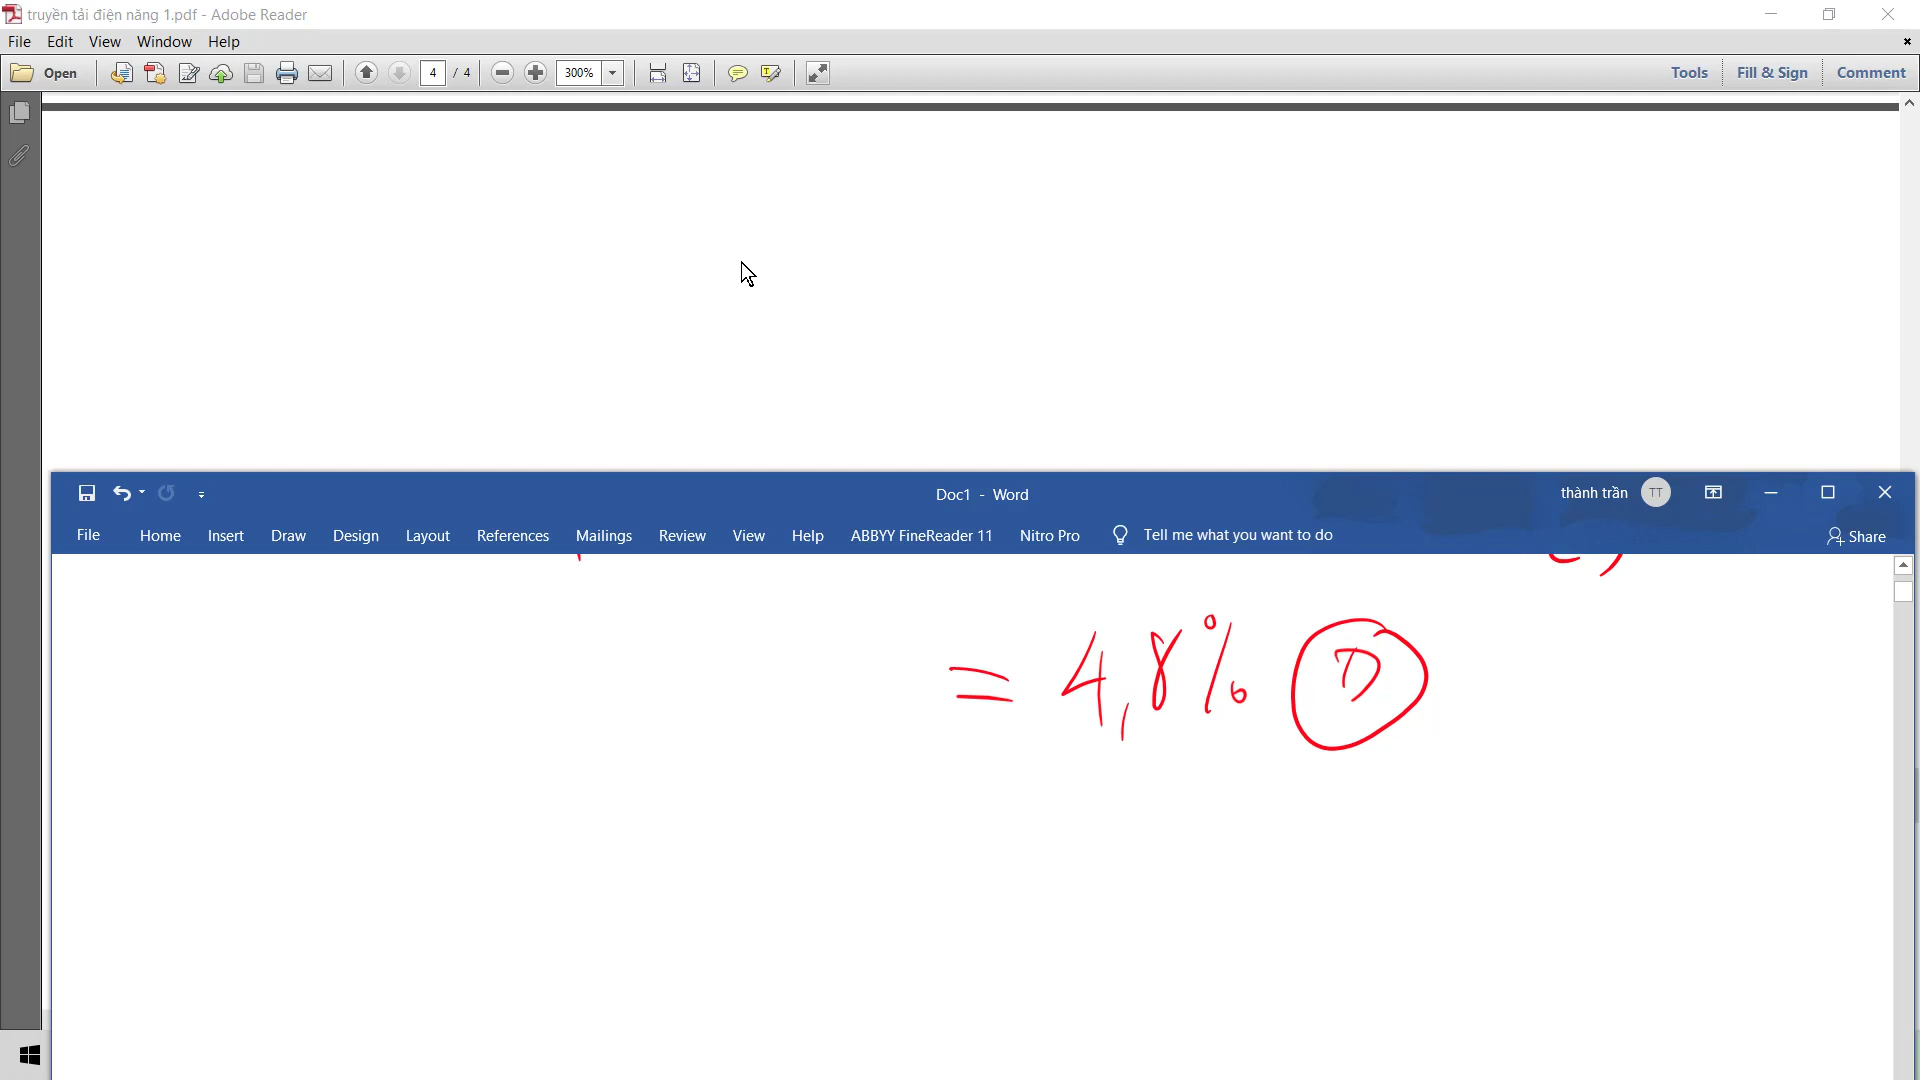 truyền tải điện năng 1.pdf - Adobe Reader
File Edit View Window Help
Open 4 / 4 300% Tools Fill & Sign Comment
Doc1 - Word thành trần TT
File Home Insert Draw Design Layout References Mailings Review View Help ABBYY FineReader 11 Nitro Pro Tell me what you want to do Share
= 4,8% D